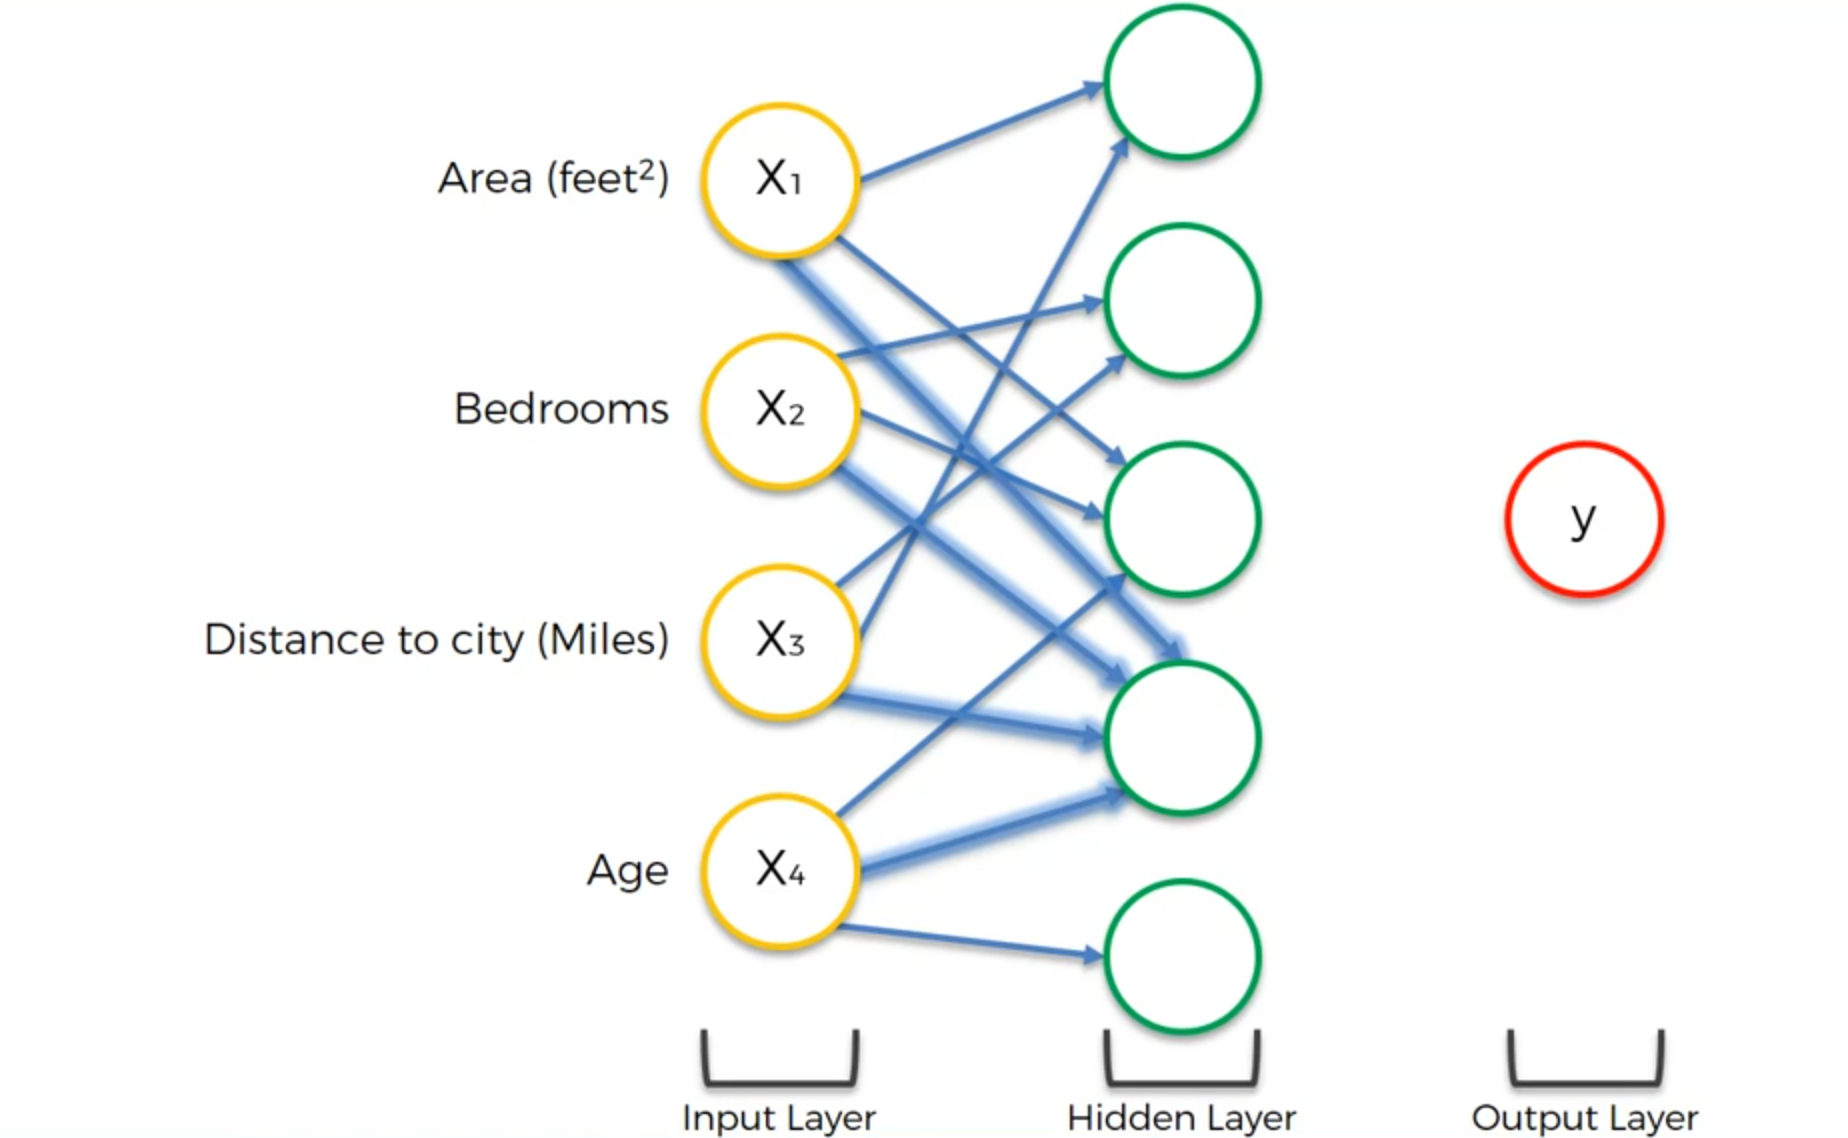 Area (feet²)
X₁
Bedrooms
X₂
Distance to city (Miles)
X₃
Age
X₄
y
Input Layer
Hidden Layer
Output Layer